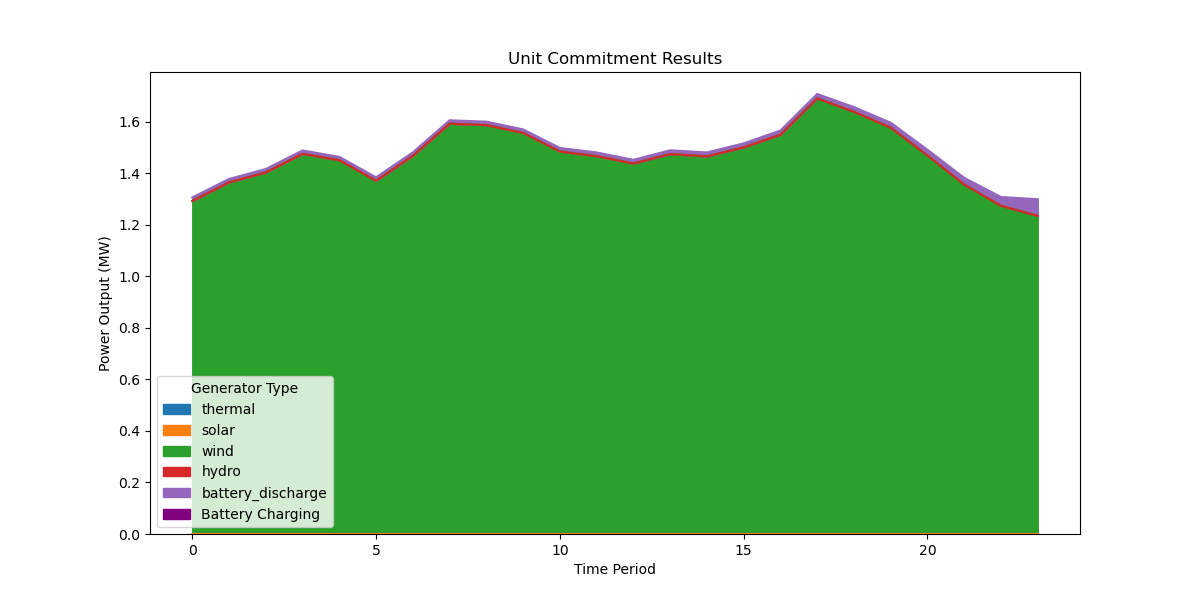 Unit Commitment Results
Power Output (MW)
1.6
1.4
1.2
1.0
0.8
0.6
0.4
0.2
0.0
Generator Type
thermal
solar
wind
hydro
battery_discharge
Battery Charging
0 5 10 15 20
Time Period